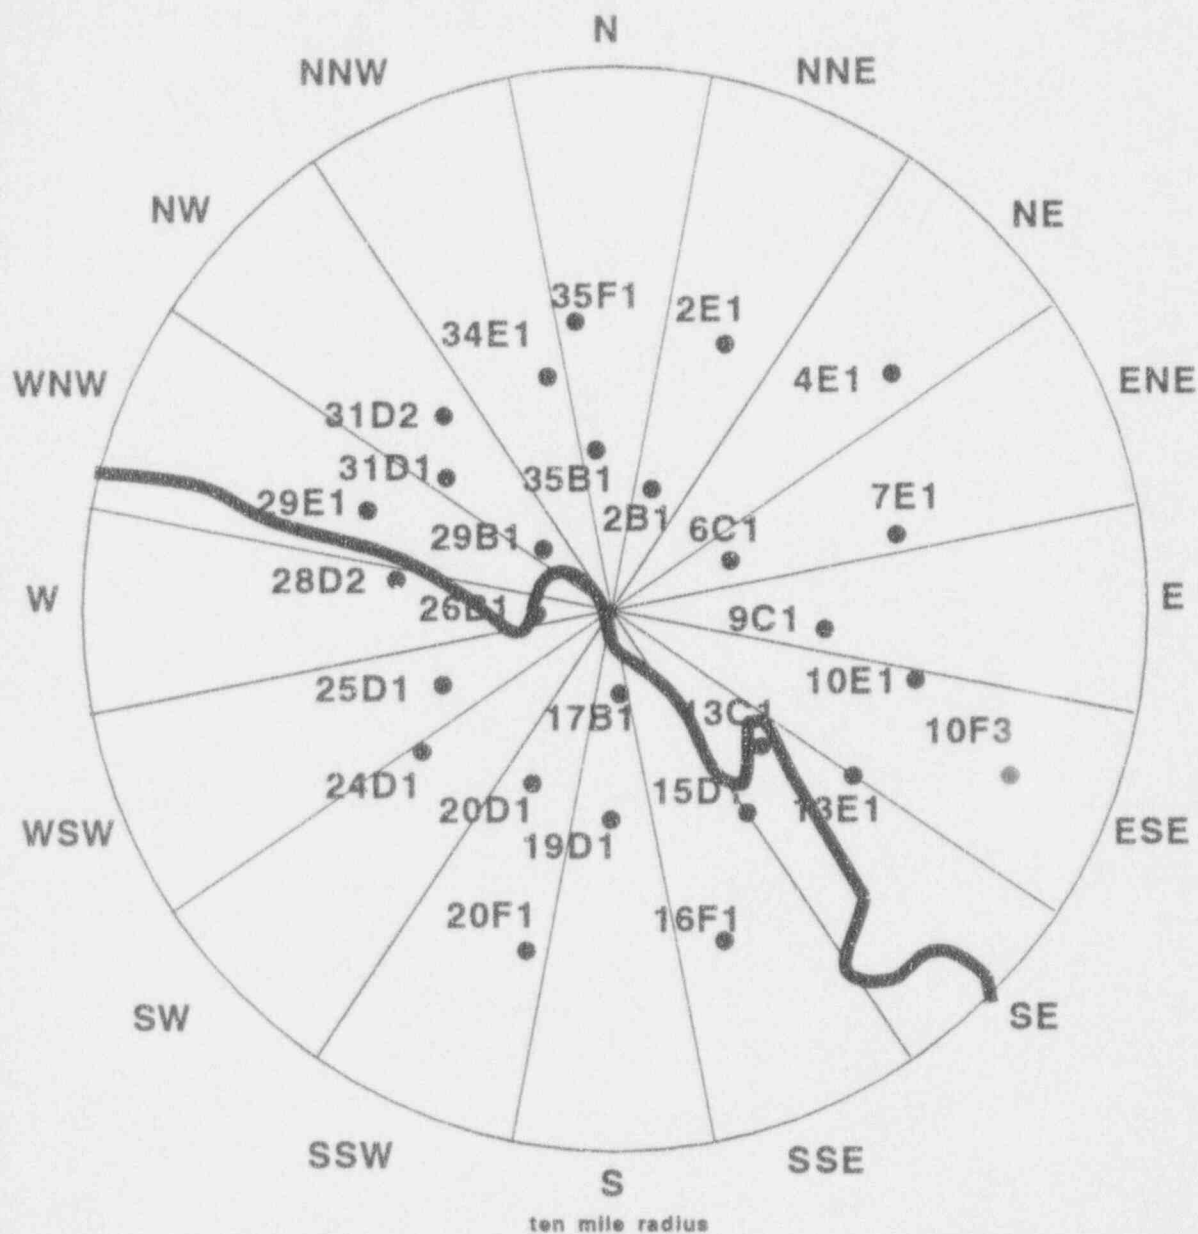 N
NNW
NNE
NW
NE
35F1
2E1
34E1
4E1
WNW
ENE
31D2
31D1
35B1
29E1
7E1
2B1
6C1
29B1
28D2
W
26B1
E
9C1
25D1
10E1
17B1
13C1
10F3
24D1
20D1
15D1
13E1
19D1
WSW
ESE
20F1
16F1
SW
SE
SSW
SSE
S
ten mile radius